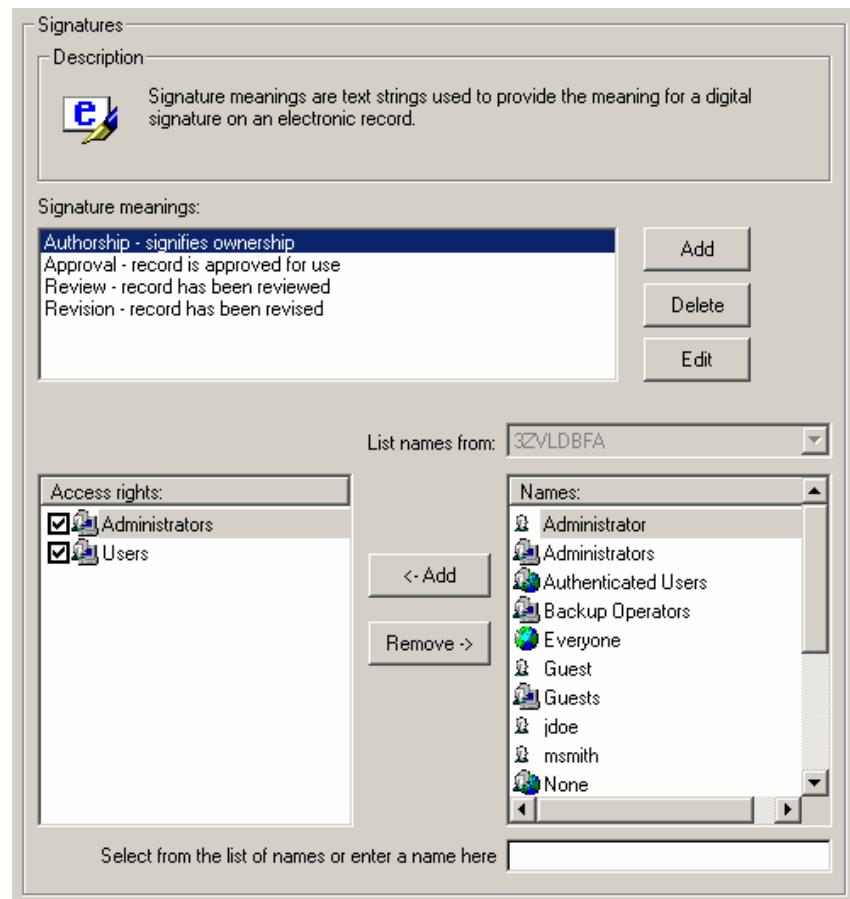 Signatures
Description
Signature meanings are text strings used to provide the meaning for a digital
signature on an electronic record.
Signature meanings:
Authorship - signifies ownership
Approval - record is approved for use
Review - record has been reviewed
Revision - record has been revised
Add
Delete
Edit
List names from: 3ZVLDBFA
Access rights:
Administrators
Users
<- Add
Remove ->
Names:
Administrator
Administrators
Authenticated Users
Backup Operators
Everyone
Guest
Guests
jdoe
msmith
None
Select from the list of names or enter a name here